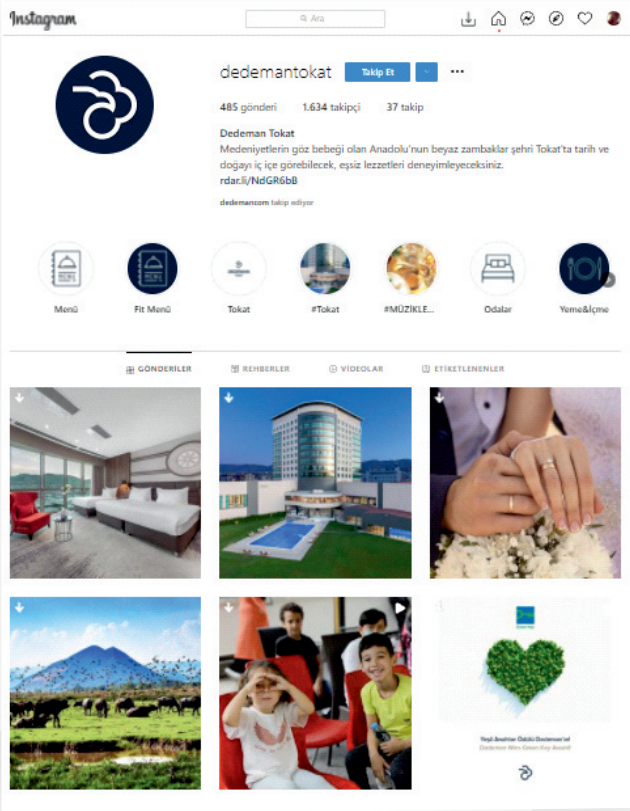 Instagram
Ara
dedemantokat Takip Et
485 gönderi 1.634 takipçi 37 takip
Dedeman Tokat
Medeniyetlerin göz bebeği olan Anadolu'nun beyaz zambaklar şehri Tokat'ta tarih ve
doğayı iç içe görebilecek, eşsiz lezzetleri deneyimleyeceksiniz.
rdar.li/NdGR6bB
dedemancom takip ediyor
Menü Fit Menü Tokat #Tokat #MÜZİKLE... Odalar Yeme&İçme
GÖNDERİLER REHBERLER VİDEOLAR ETİKETLENENLER
Yeşil Anahtar Ödülü Dedeman'ın!
Dedeman Wins Green Key Award!